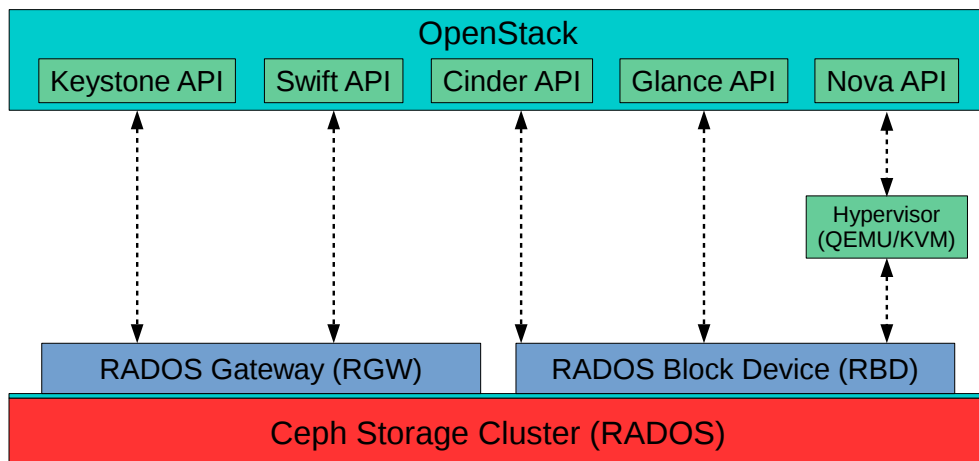 OpenStack
Keystone API
Swift API
Cinder API
Glance API
Nova API
Hypervisor
(QEMU/KVM)
RADOS Gateway (RGW)
RADOS Block Device (RBD)
Ceph Storage Cluster (RADOS)